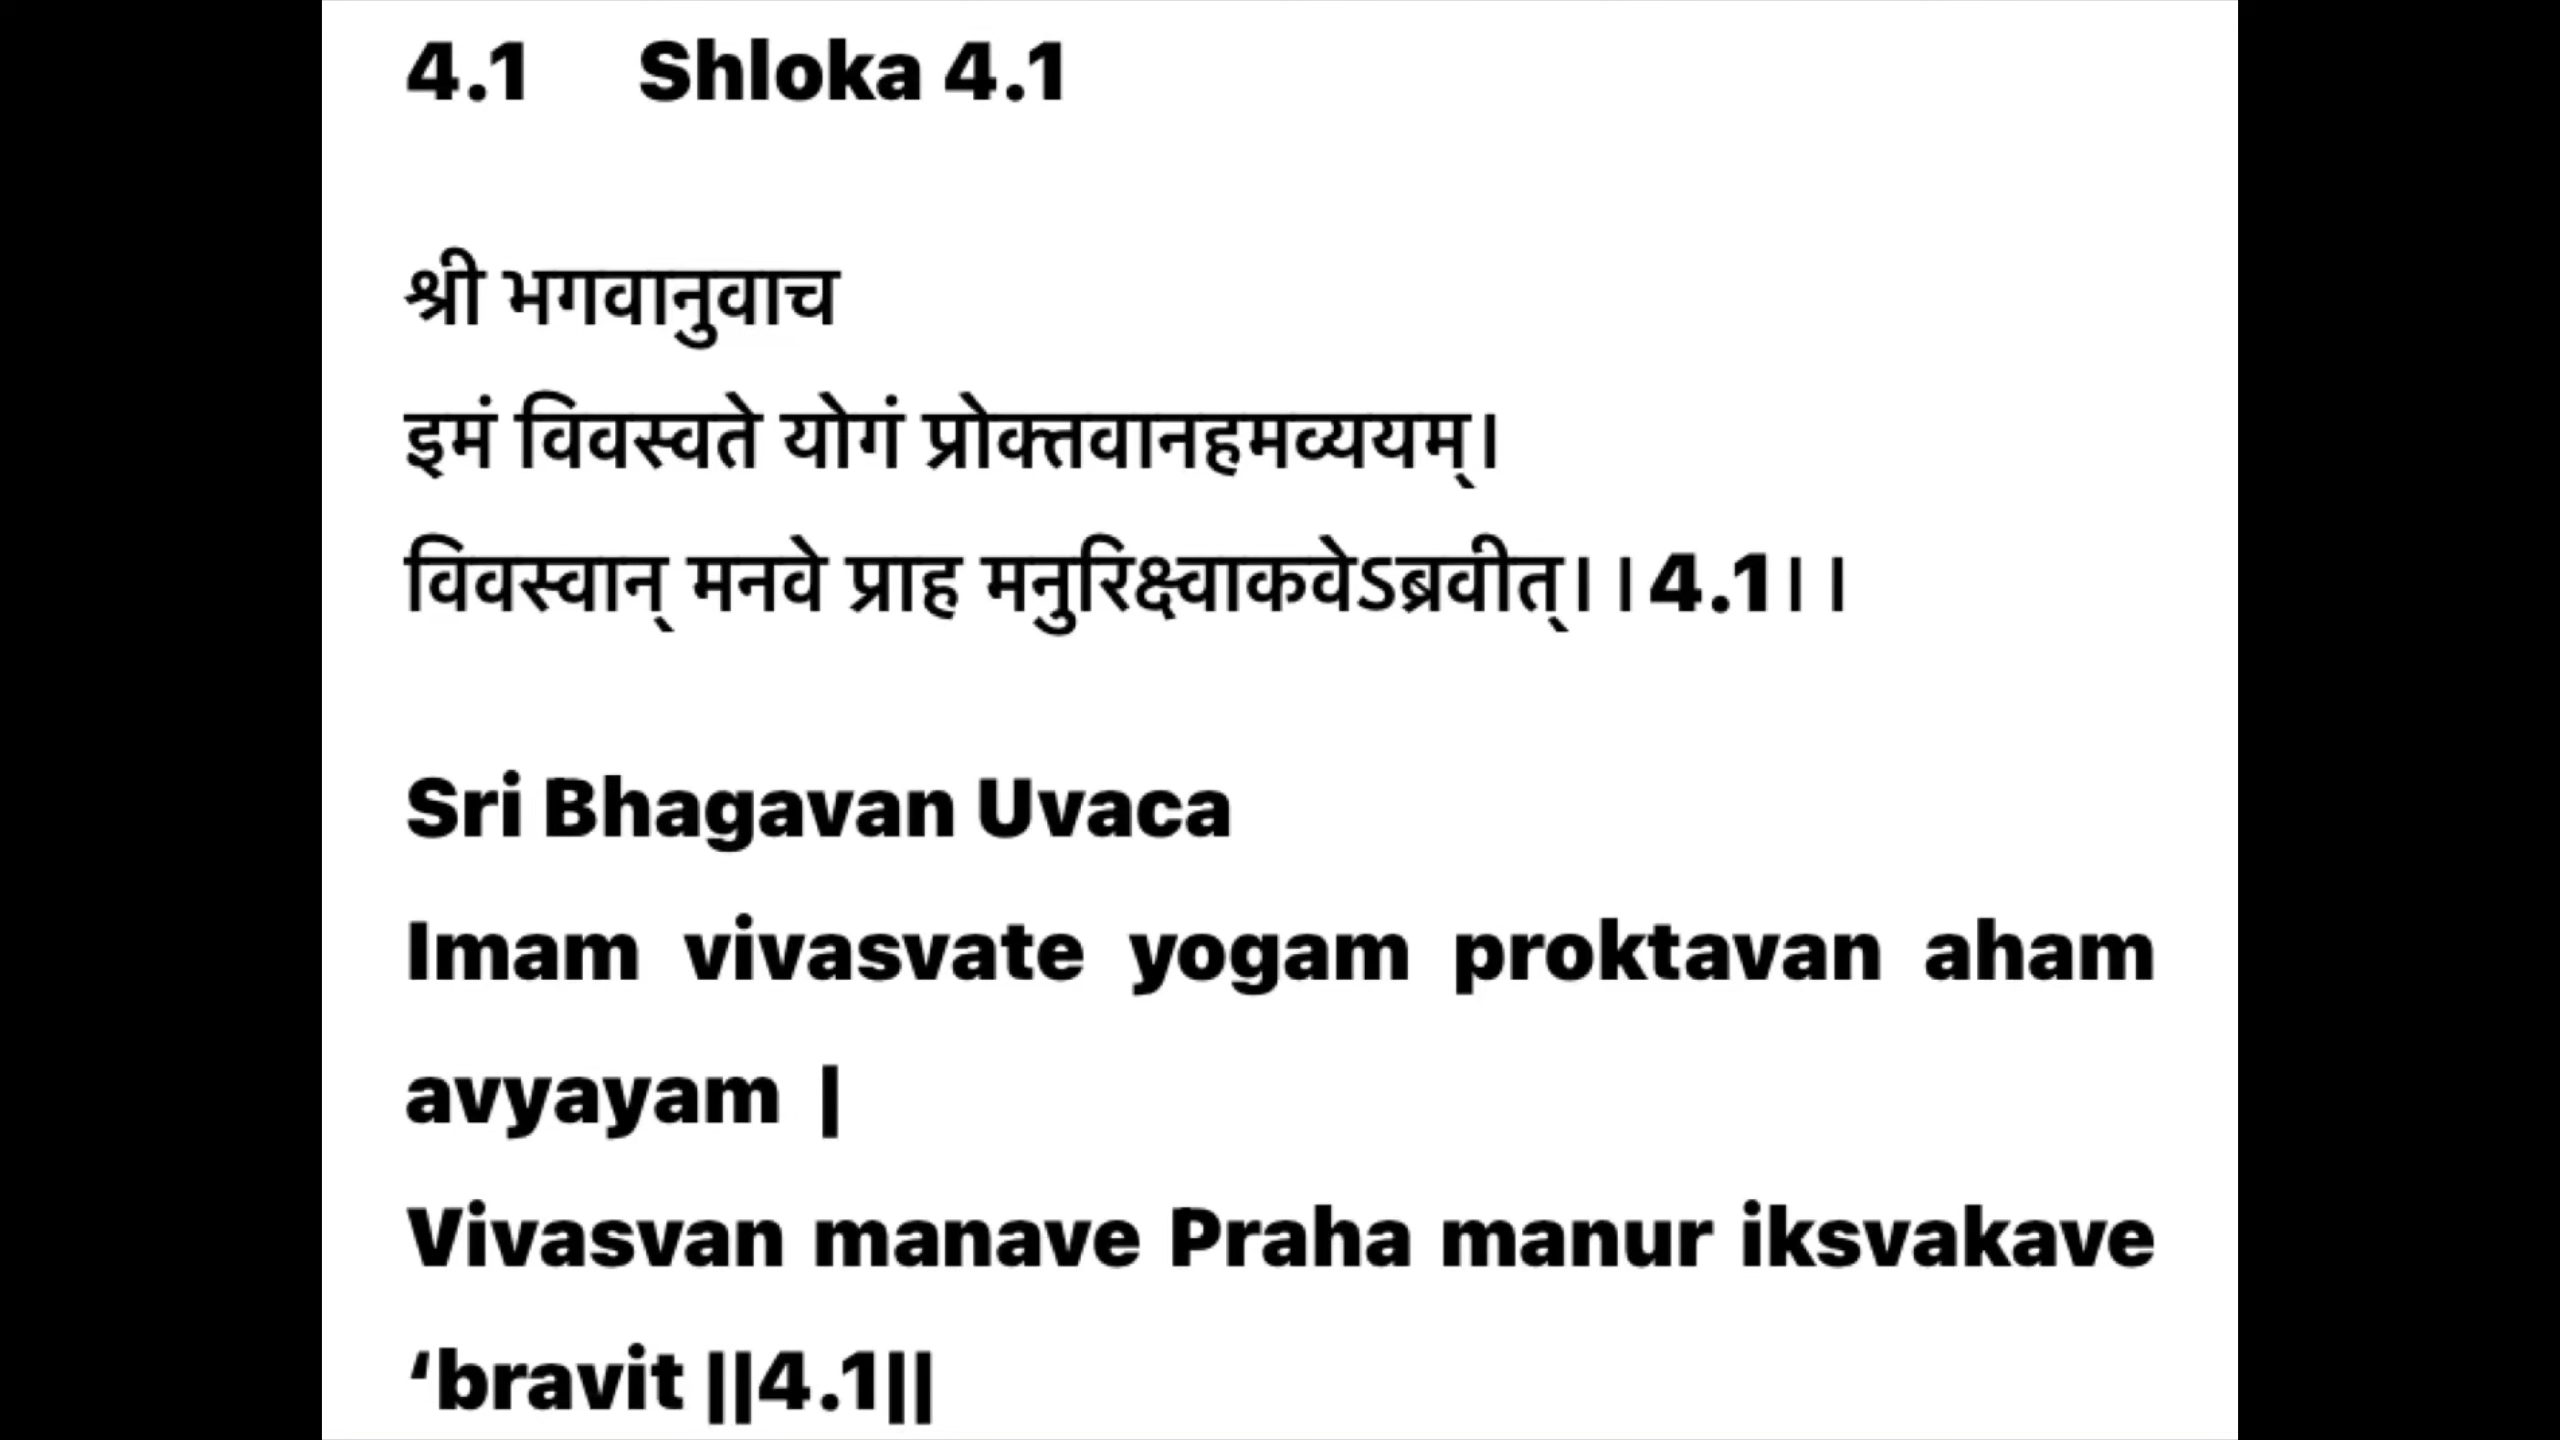 4.1 Shloka 4.1
श्री भगवानुवाच
इमं विवस्वते योगं प्रोक्तवानहमव्ययम्।
विवस्वान् मनवे प्राह मनुरिक्ष्वाकवेऽब्रवीत्।।4.1।।
Sri Bhagavan Uvaca
Imam vivasvate yogam proktavan aham
avyayam |
Vivasvan manave Praha manur iksvakave
‘bravit ||4.1||